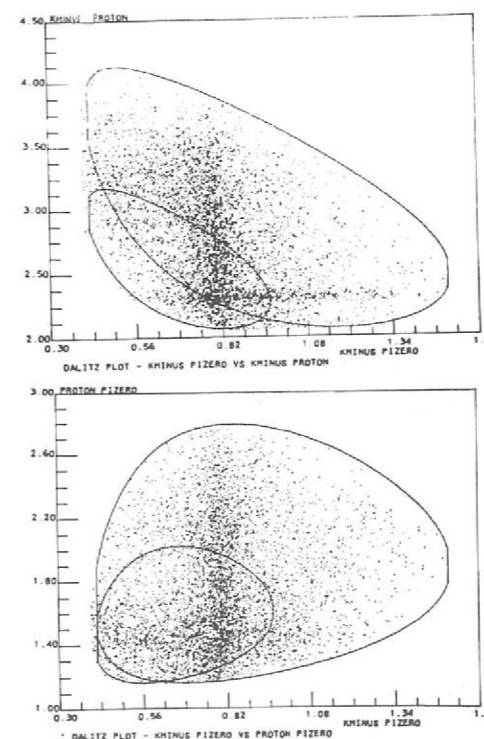 4.50 KMINUS PROTON
4.00
3.50
3.00
2.50
2.00
0.30 0.56 0.82 1.08 1.34 1.
KMINUS PIZERO
DALITZ PLOT - KMINUS PIZERO VS KMINUS PROTON
3.00 PROTON PIZERO
2.60
2.20
1.80
1.40
1.00
0.30 0.56 0.82 1.08 1.34 1.
KMINUS PIZERO
DALITZ PLOT - KMINUS PIZERO VS PROTON PIZERO